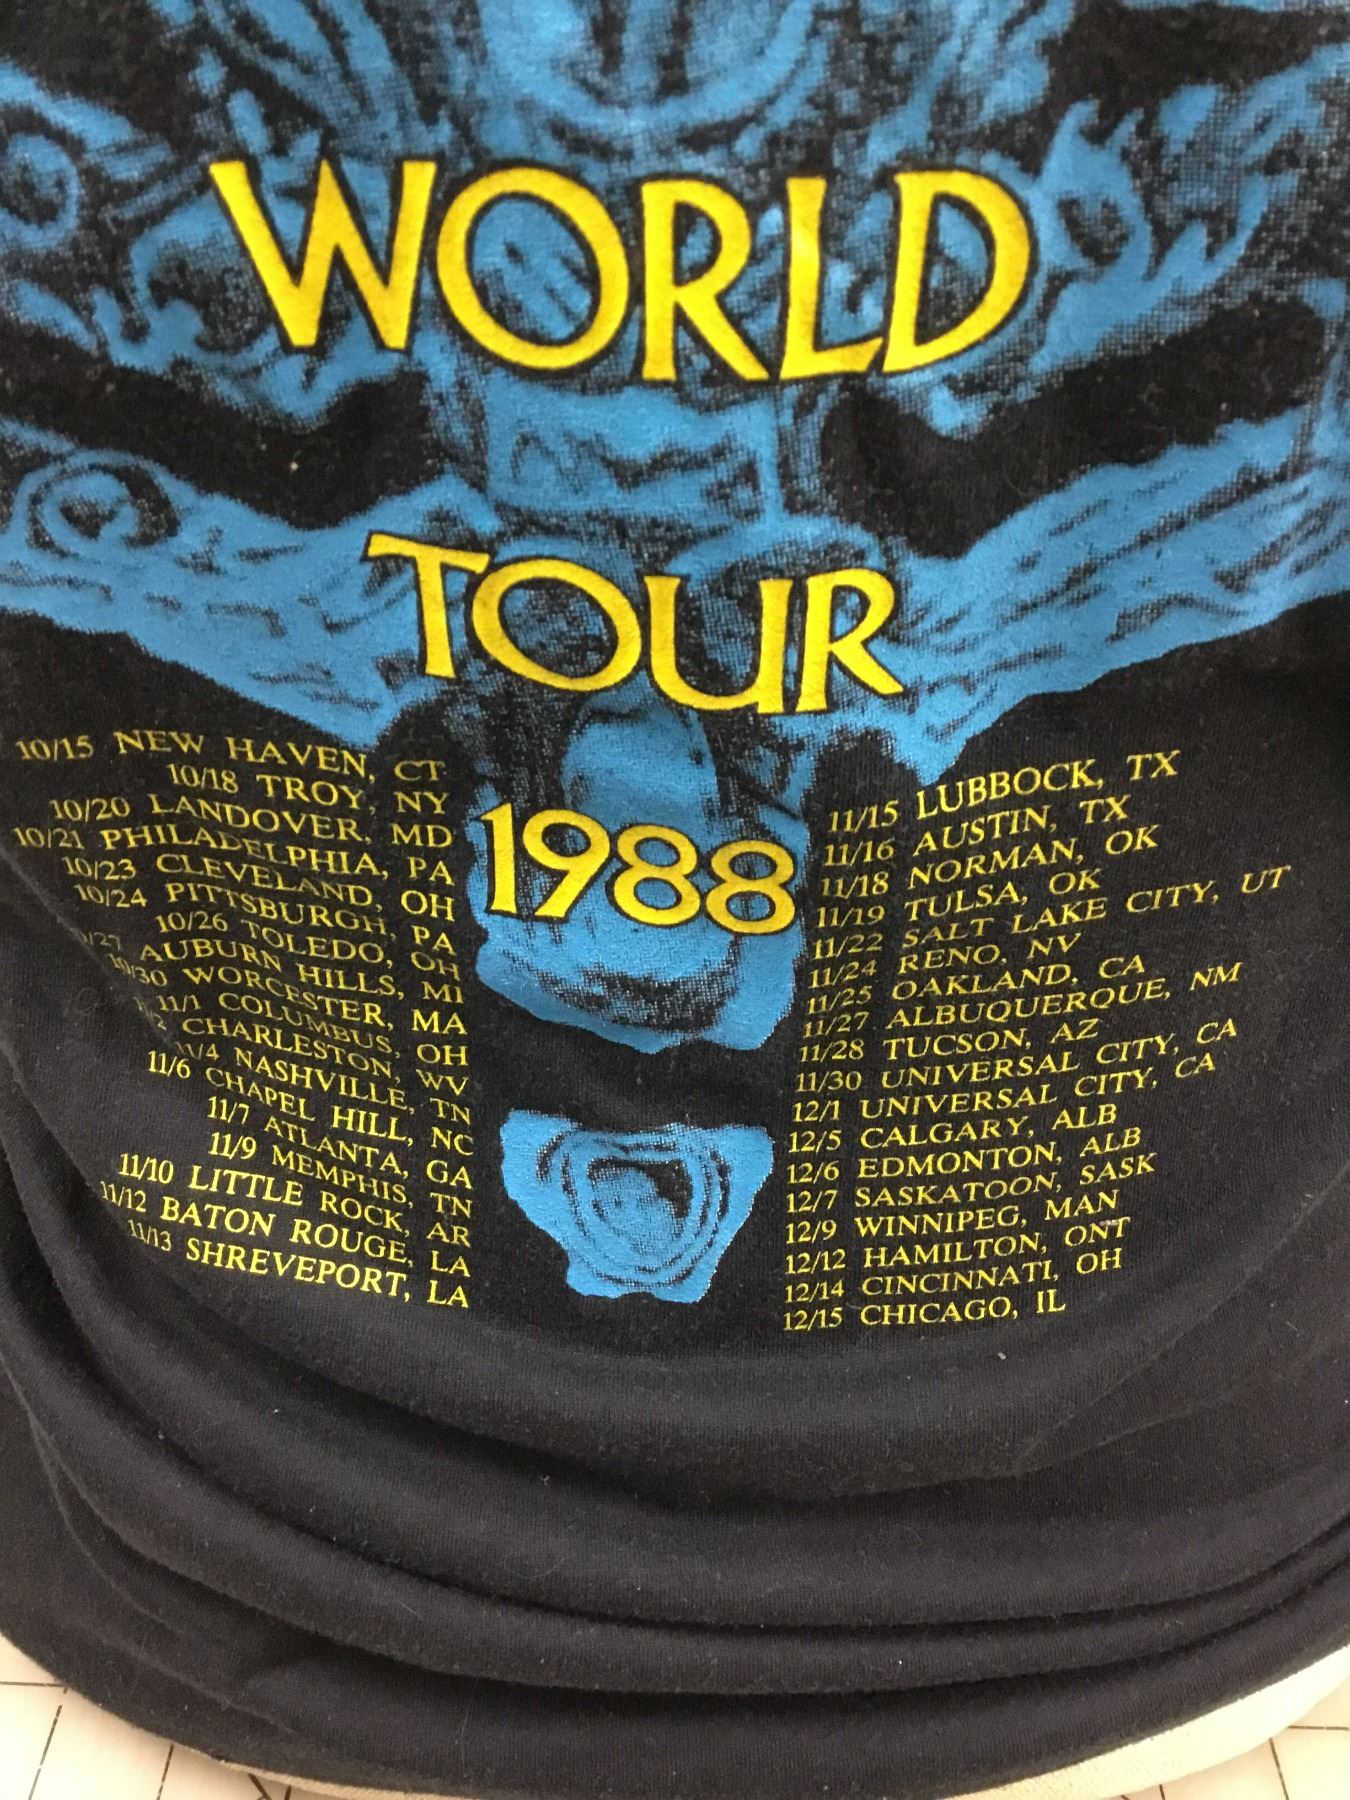 WORLD
TOUR
1988
10/15 NEW HAVEN, CT
10/18 TROY, NY
10/20 LANDOVER, MD
10/21 PHILADELPHIA, PA
10/23 CLEVELAND, OH
10/24 PITTSBURGH, PA
10/26 TOLEDO, OH
AUBURN HILLS, MI
10/30 WORCESTER, MA
11/1 COLUMBUS, OH
CHARLESTON, WV
11/4 NASHVILLE, TN
11/6 CHAPEL HILL, NC
11/7 ATLANTA, GA
11/9 MEMPHIS, TN
11/10 LITTLE ROCK, AR
11/12 BATON ROUGE, LA
11/13 SHREVEPORT, LA
11/15 LUBBOCK, TX
11/16 AUSTIN, TX
11/18 NORMAN, OK
11/19 TULSA, OK
11/22 SALT LAKE CITY, UT
11/24 RENO, NV
11/25 OAKLAND, CA
11/27 ALBUQUERQUE, NM
11/28 TUCSON, AZ
11/30 UNIVERSAL CITY, CA
12/1 UNIVERSAL CITY, CA
12/5 CALGARY, ALB
12/6 EDMONTON, ALB
12/7 SASKATOON, SASK
12/9 WINNIPEG, MAN
12/12 HAMILTON, ONT
12/14 CINCINNATI, OH
12/15 CHICAGO, IL